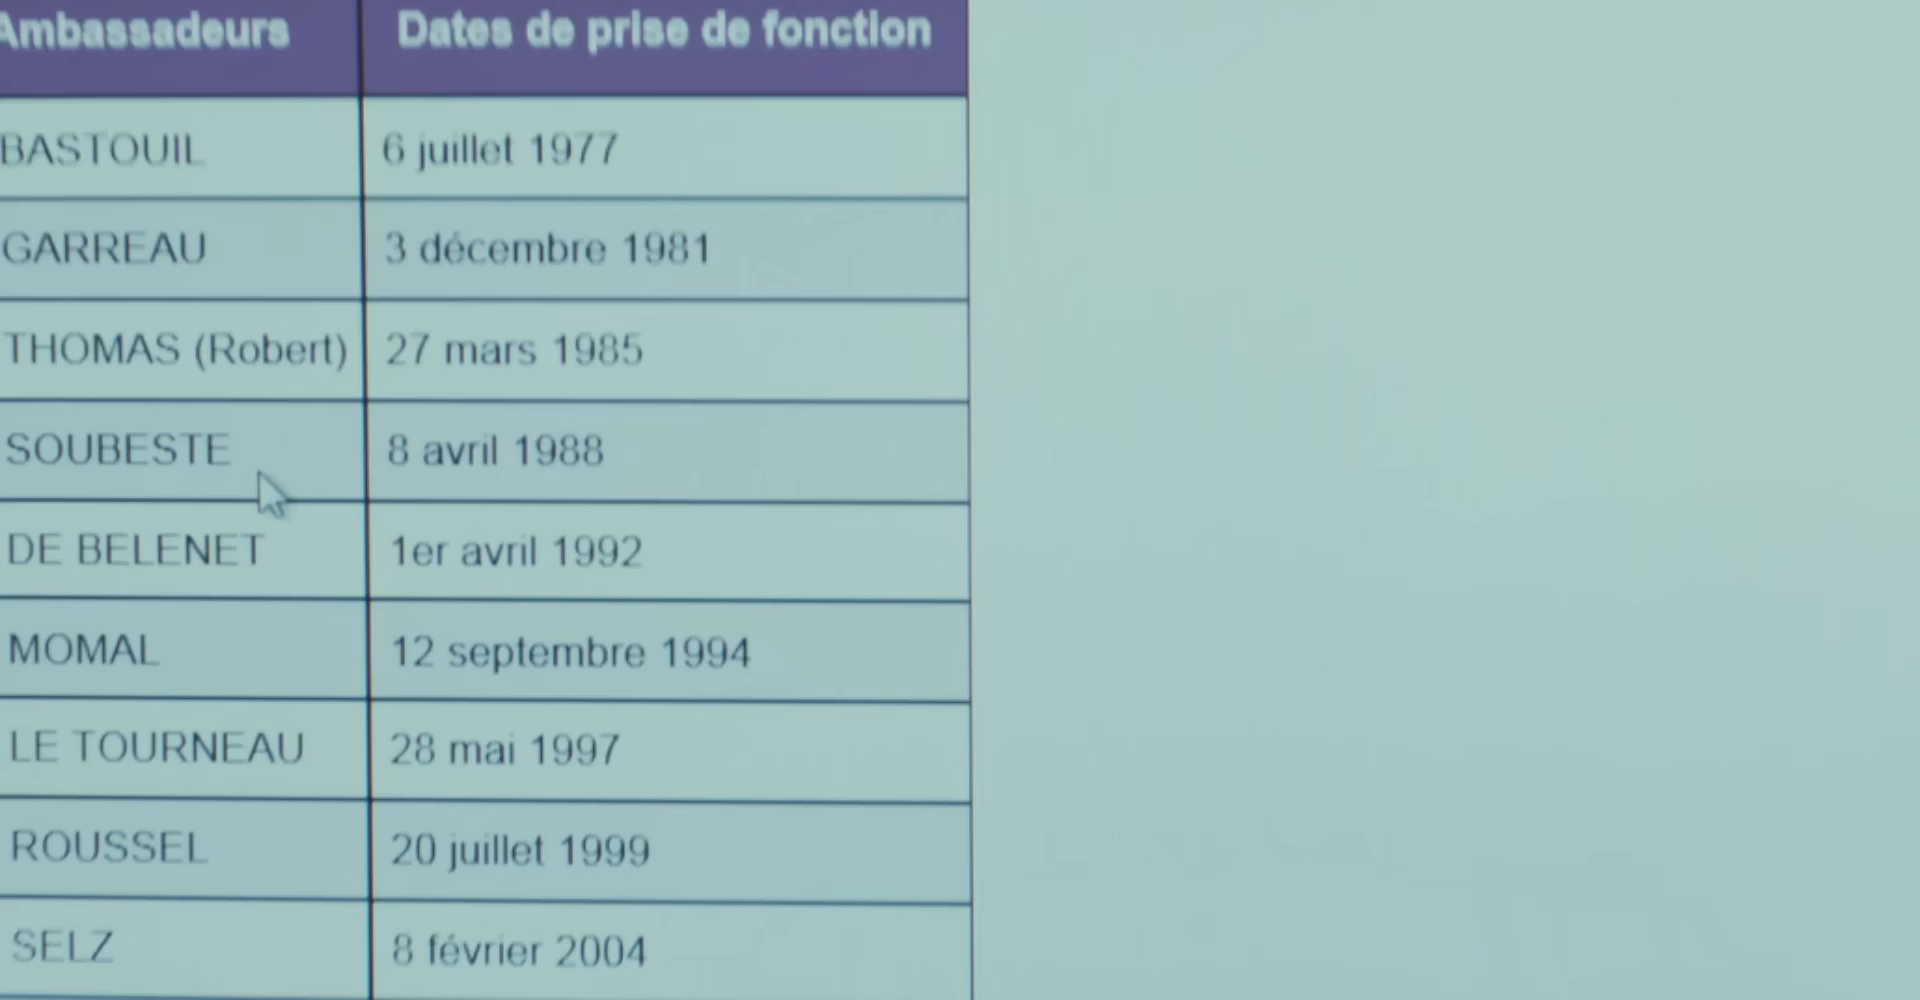 Ambassadeurs Dates de prise de fonction
BASTOUIL 6 juillet 1977
GARREAU 3 décembre 1981
THOMAS (Robert) 27 mars 1985
SOUBESTE 8 avril 1988
DE BELENET 1er avril 1992
MOMAL 12 septembre 1994
LE TOURNEAU 28 mai 1997
ROUSSEL 20 juillet 1999
SELZ 8 février 2004